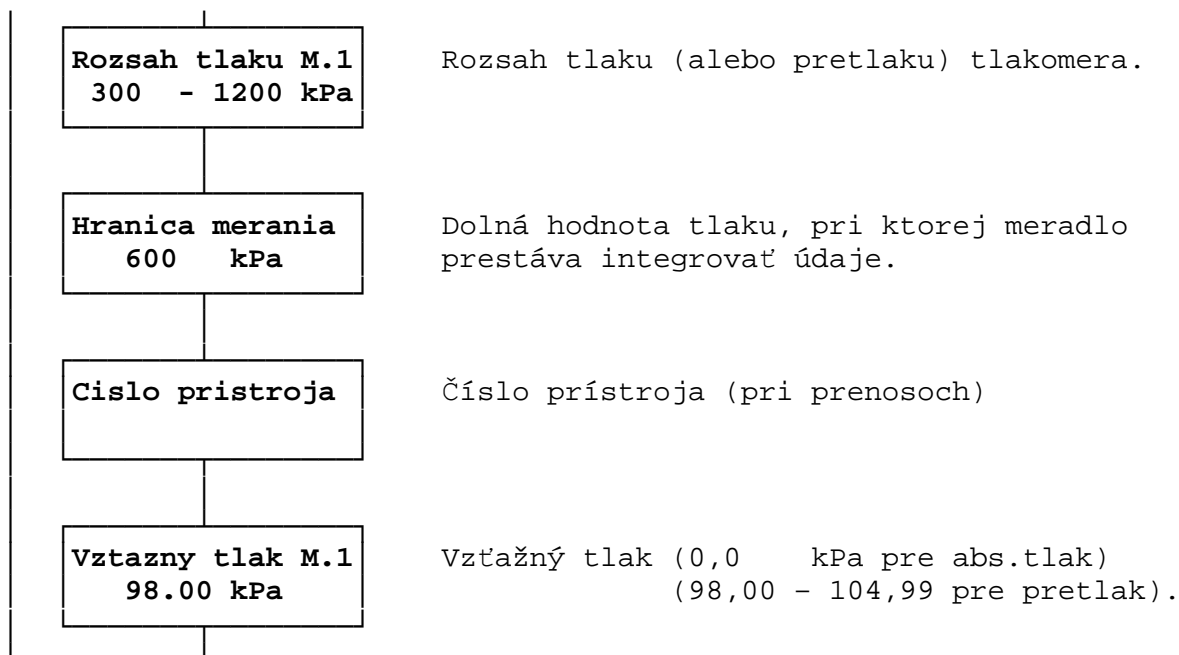 Rozsah tlaku M.1 Rozsah tlaku (alebo pretlaku) tlakomera.
300 - 1200 kPa
Hranica merania Dolná hodnota tlaku, pri ktorej meradlo
600 kPa prestáva integrovať údaje.
Cislo pristroja Číslo prístroja (pri prenosoch)
Vztazny tlak M.1 Vzťažný tlak (0,0 kPa pre abs.tlak)
98.00 kPa (98,00 – 104,99 pre pretlak).